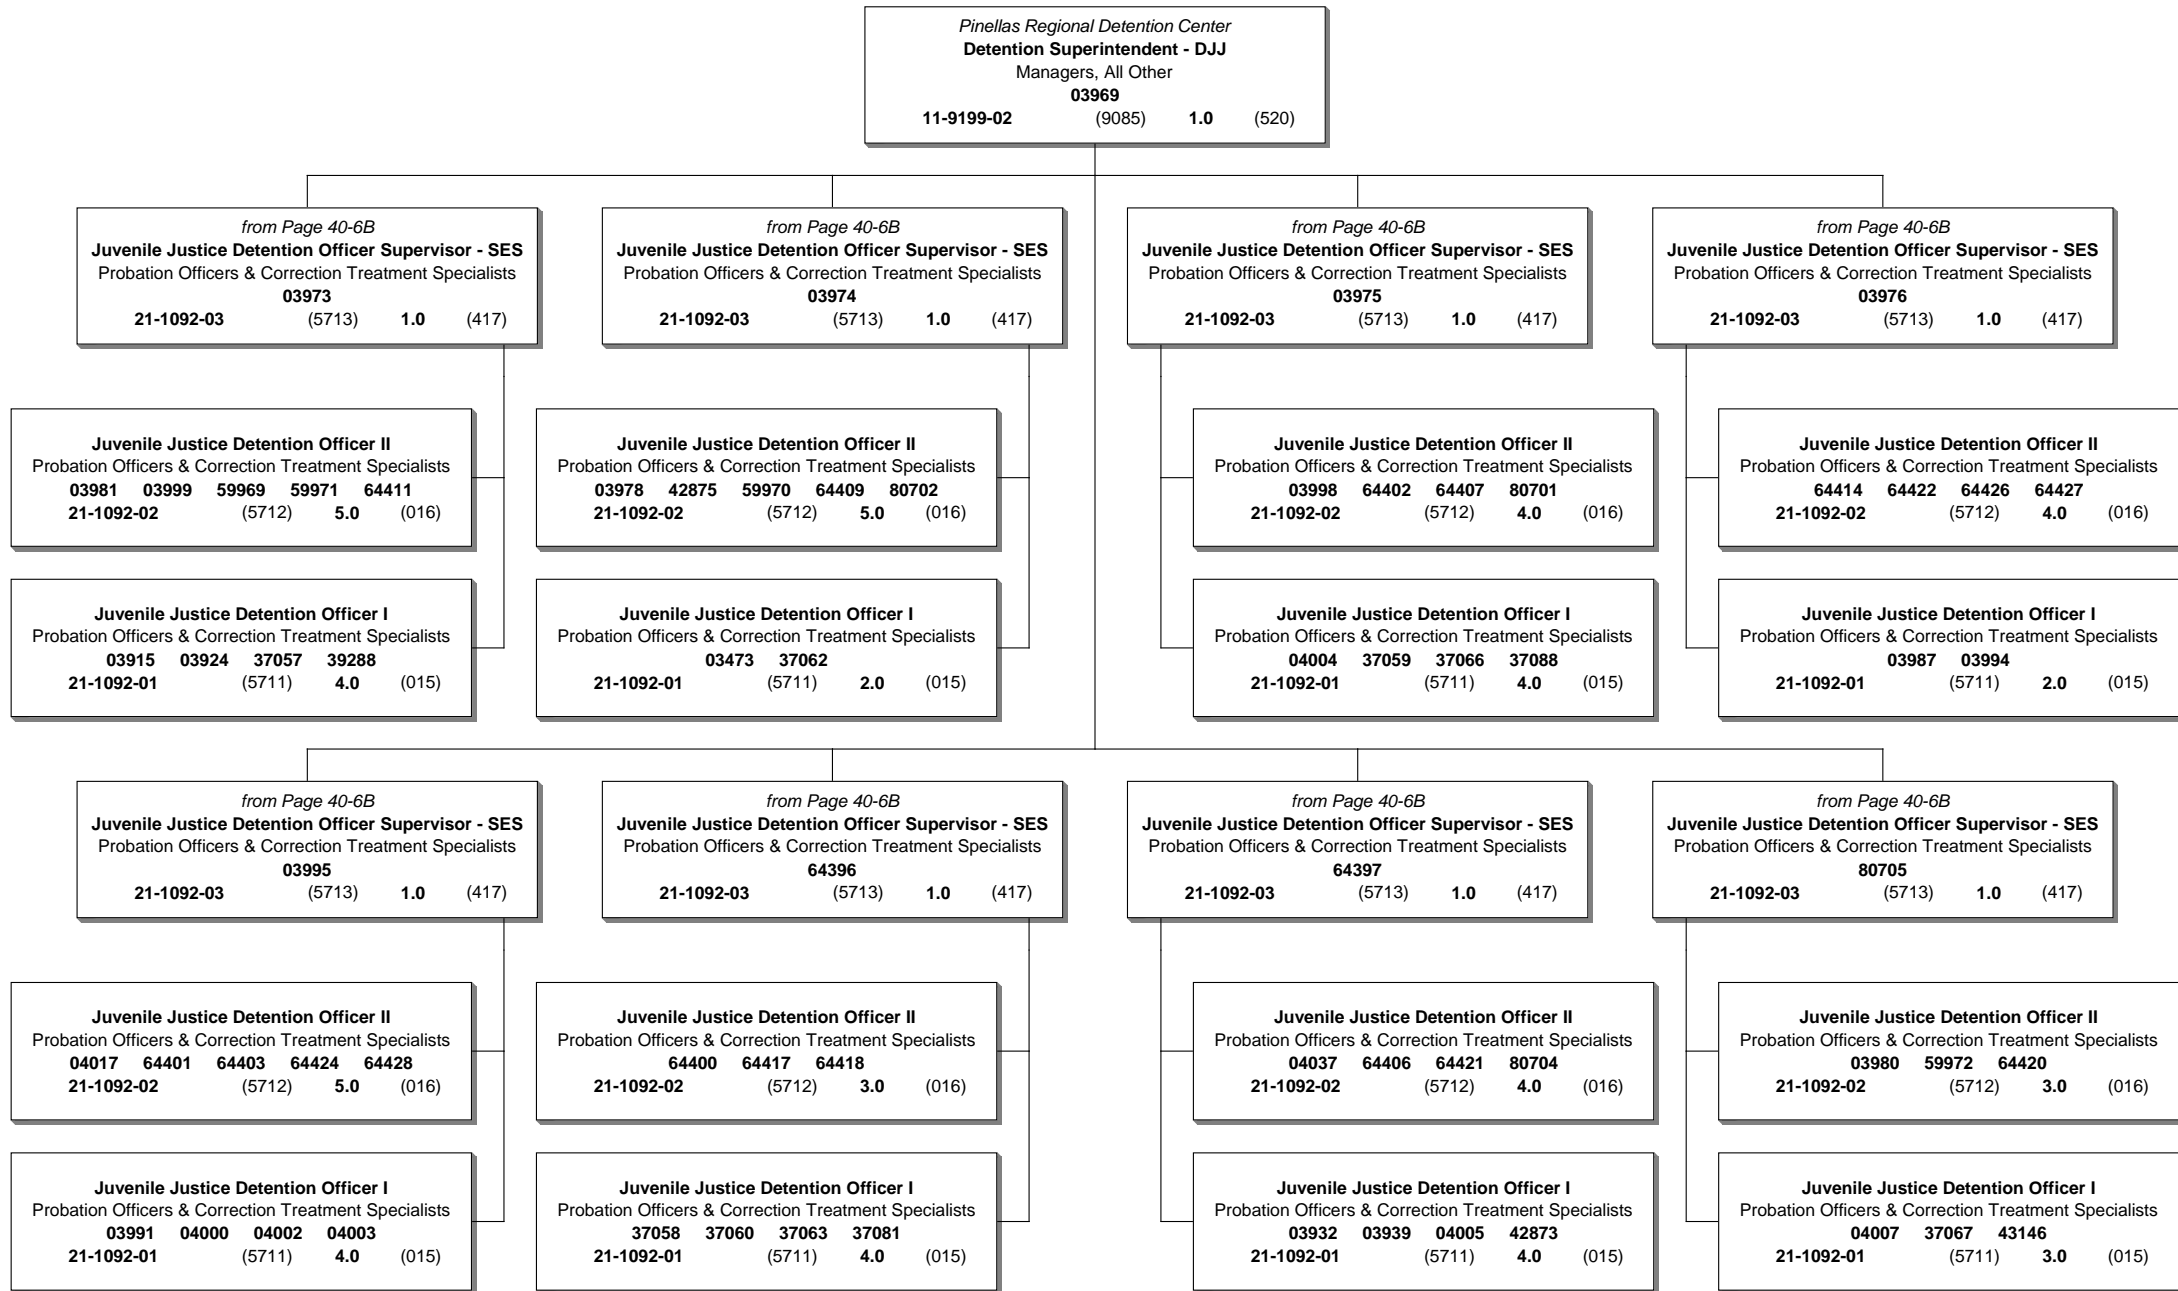 Pinellas Regional Detention Center
Detention Superintendent - DJJ
Managers, All Other
03969
11-9199-02 (9085) 1.0 (520)
from Page 40-6B
Juvenile Justice Detention Officer Supervisor - SES
Probation Officers & Correction Treatment Specialists
03973
21-1092-03 (5713) 1.0 (417)
from Page 40-6B
Juvenile Justice Detention Officer Supervisor - SES
Probation Officers & Correction Treatment Specialists
03974
21-1092-03 (5713) 1.0 (417)
from Page 40-6B
Juvenile Justice Detention Officer Supervisor - SES
Probation Officers & Correction Treatment Specialists
03975
21-1092-03 (5713) 1.0 (417)
from Page 40-6B
Juvenile Justice Detention Officer Supervisor - SES
Probation Officers & Correction Treatment Specialists
03976
21-1092-03 (5713) 1.0 (417)
Juvenile Justice Detention Officer II
Probation Officers & Correction Treatment Specialists
03981 03999 59969 59971 64411
21-1092-02 (5712) 5.0 (016)
Juvenile Justice Detention Officer II
Probation Officers & Correction Treatment Specialists
03978 42875 59970 64409 80702
21-1092-02 (5712) 5.0 (016)
Juvenile Justice Detention Officer II
Probation Officers & Correction Treatment Specialists
03998 64402 64407 80701
21-1092-02 (5712) 4.0 (016)
Juvenile Justice Detention Officer II
Probation Officers & Correction Treatment Specialists
64414 64422 64426 64427
21-1092-02 (5712) 4.0 (016)
Juvenile Justice Detention Officer I
Probation Officers & Correction Treatment Specialists
03915 03924 37057 39288
21-1092-01 (5711) 4.0 (015)
Juvenile Justice Detention Officer I
Probation Officers & Correction Treatment Specialists
03473 37062
21-1092-01 (5711) 2.0 (015)
Juvenile Justice Detention Officer I
Probation Officers & Correction Treatment Specialists
04004 37059 37066 37088
21-1092-01 (5711) 4.0 (015)
Juvenile Justice Detention Officer I
Probation Officers & Correction Treatment Specialists
03987 03994
21-1092-01 (5711) 2.0 (015)
from Page 40-6B
Juvenile Justice Detention Officer Supervisor - SES
Probation Officers & Correction Treatment Specialists
03995
21-1092-03 (5713) 1.0 (417)
from Page 40-6B
Juvenile Justice Detention Officer Supervisor - SES
Probation Officers & Correction Treatment Specialists
64396
21-1092-03 (5713) 1.0 (417)
from Page 40-6B
Juvenile Justice Detention Officer Supervisor - SES
Probation Officers & Correction Treatment Specialists
64397
21-1092-03 (5713) 1.0 (417)
from Page 40-6B
Juvenile Justice Detention Officer Supervisor - SES
Probation Officers & Correction Treatment Specialists
80705
21-1092-03 (5713) 1.0 (417)
Juvenile Justice Detention Officer II
Probation Officers & Correction Treatment Specialists
04017 64401 64403 64424 64428
21-1092-02 (5712) 5.0 (016)
Juvenile Justice Detention Officer II
Probation Officers & Correction Treatment Specialists
64400 64417 64418
21-1092-02 (5712) 3.0 (016)
Juvenile Justice Detention Officer II
Probation Officers & Correction Treatment Specialists
04037 64406 64421 80704
21-1092-02 (5712) 4.0 (016)
Juvenile Justice Detention Officer II
Probation Officers & Correction Treatment Specialists
03980 59972 64420
21-1092-02 (5712) 3.0 (016)
Juvenile Justice Detention Officer I
Probation Officers & Correction Treatment Specialists
03991 04000 04002 04003
21-1092-01 (5711) 4.0 (015)
Juvenile Justice Detention Officer I
Probation Officers & Correction Treatment Specialists
37058 37060 37063 37081
21-1092-01 (5711) 4.0 (015)
Juvenile Justice Detention Officer I
Probation Officers & Correction Treatment Specialists
03932 03939 04005 42873
21-1092-01 (5711) 4.0 (015)
Juvenile Justice Detention Officer I
Probation Officers & Correction Treatment Specialists
04007 37067 43146
21-1092-01 (5711) 3.0 (015)